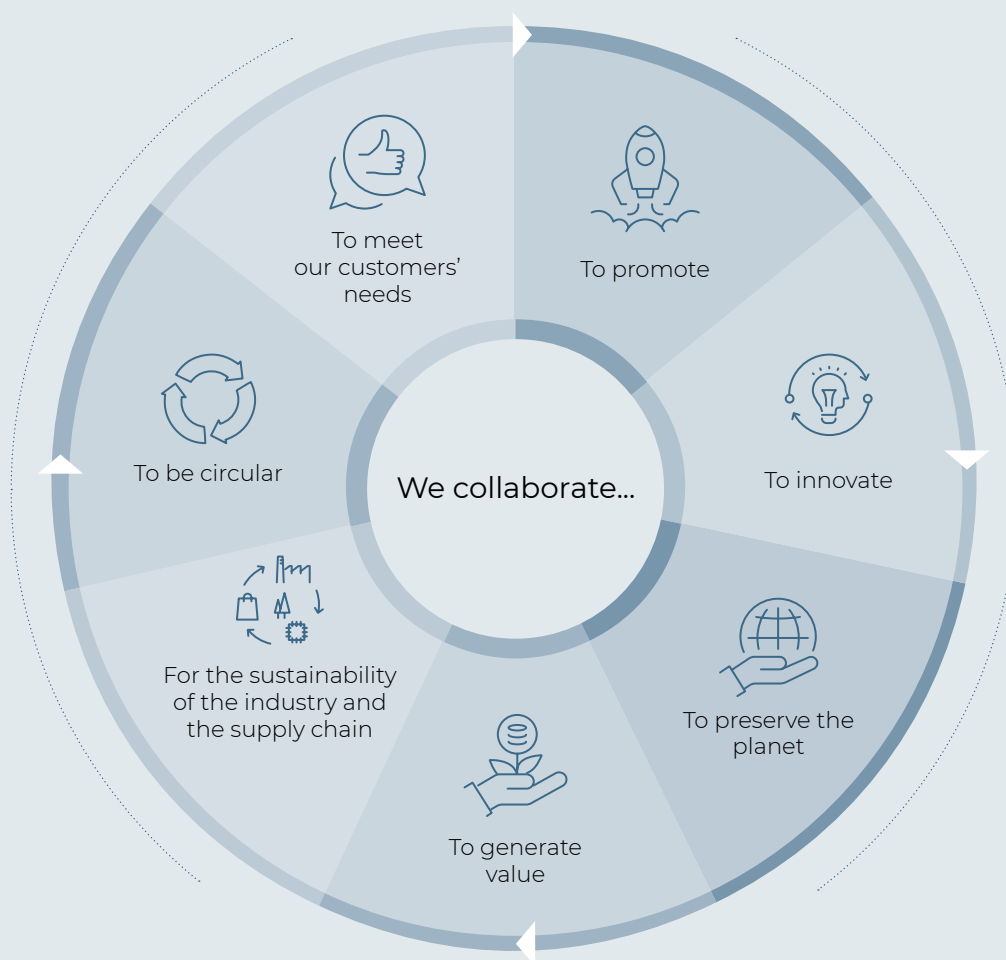 We collaborate...
To promote
To innovate
To preserve the
planet
To generate
value
For the sustainability
of the industry and
the supply chain
To be circular
To meet
our customers’
needs